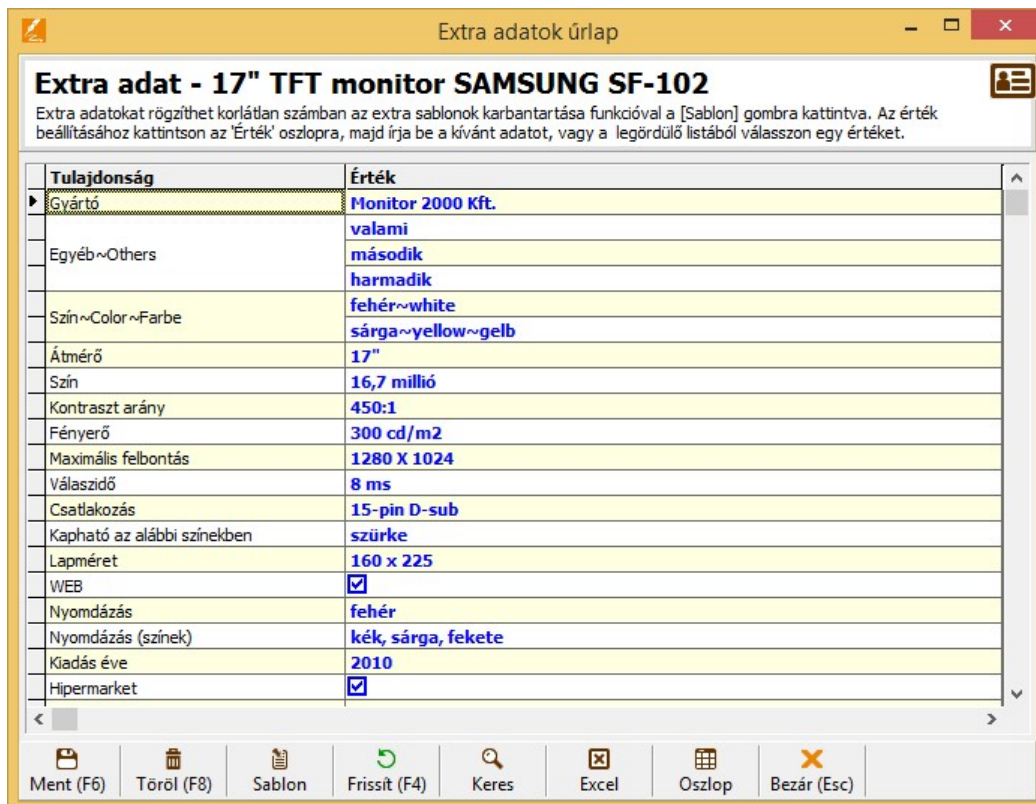 Extra adatok űrlap
Extra adat - 17" TFT monitor SAMSUNG SF-102
Extra adatokat rögzíthet korlátlan számban az extra sablonok karbantartása funkcióval a [Sablon] gombra kattintva. Az érték
beállításához kattintson az 'Érték' oszlopra, majd írja be a kívánt adatot, vagy a legördülő listából válasszon egy értéket.
Tulajdonság Érték
Gyártó Monitor 2000 Kft.
valami
Egyéb~Others második
harmadik
Szín~Color~Farbe fehér~white
sárga~yellow~gelb
Átmérő 17"
Szín 16,7 millió
Kontraszt arány 450:1
Fényerő 300 cd/m2
Maximális felbontás 1280 X 1024
Válaszidő 8 ms
Csatlakozás 15-pin D-sub
Kapható az alábbi színekben szürke
Lapméret 160 x 225
WEB
Nyomdázás fehér
Nyomdázás (színek) kék, sárga, fekete
Kiadás éve 2010
Hipermarket
Ment (F6) Töröl (F8) Sablon Frissít (F4) Keres Excel Oszlop Bezár (Esc)